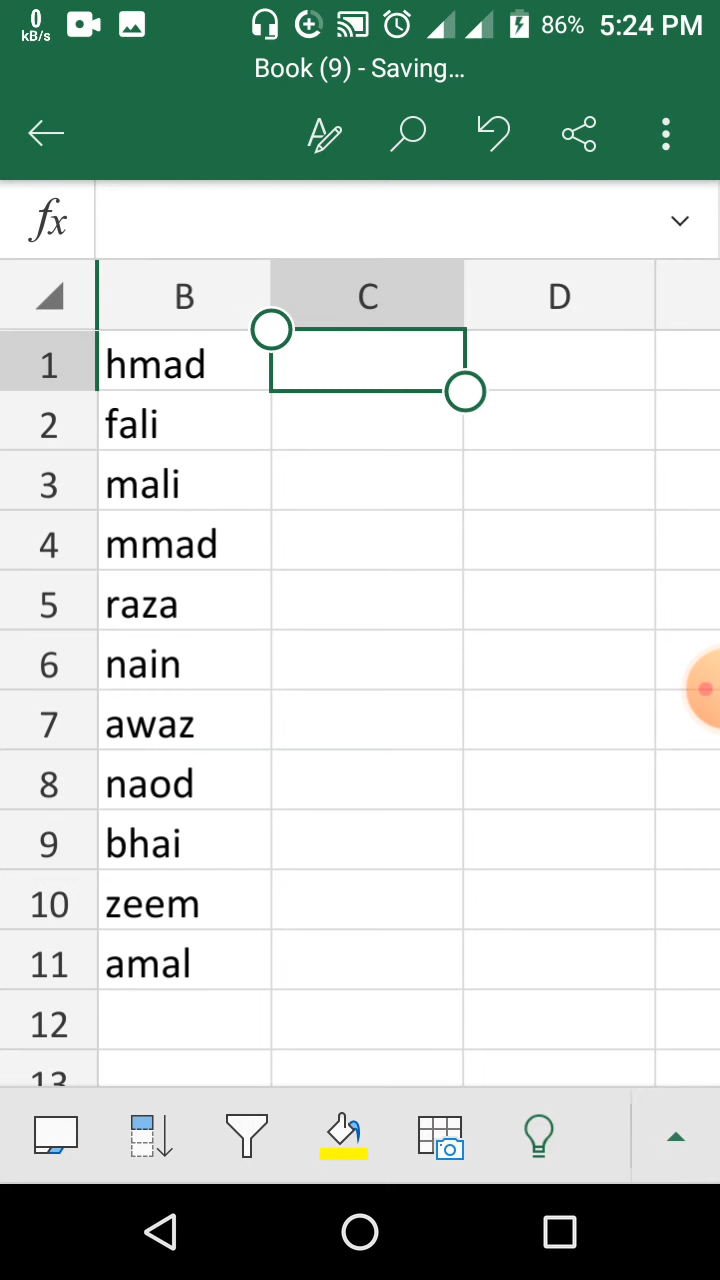 0
kB/s
86% 5:24 PM
Book (9) - Saving...
fx
B C D
1 hmad
2 fali
3 mali
4 mmad
5 raza
6 nain
7 awaz
8 naod
9 bhai
10 zeem
11 amal
12
13